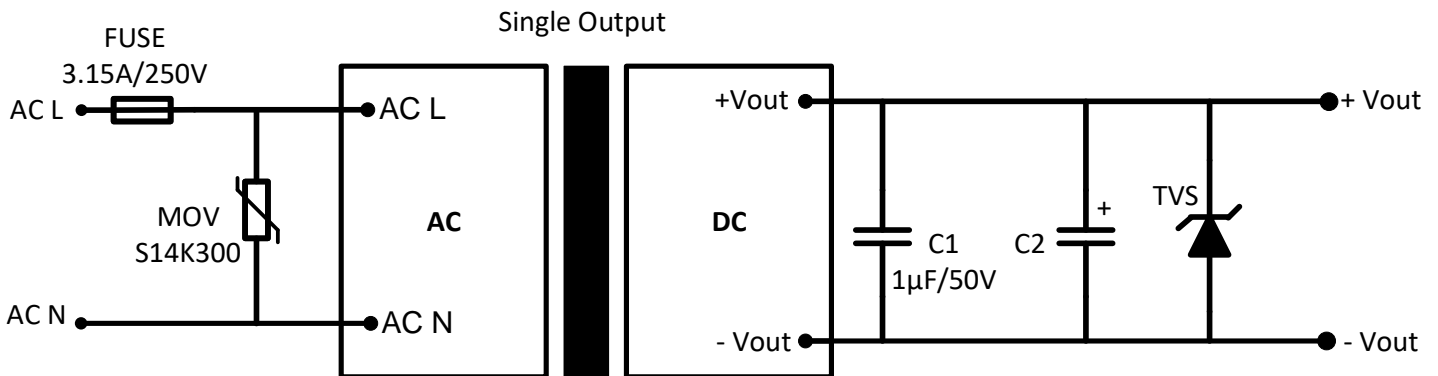 Single Output
FUSE
3.15A/250V
AC L
AC L
MOV
S14K300
AC N
AC N
AC
DC
+Vout
- Vout
C1
1µF/50V
C2
+
TVS
+ Vout
- Vout